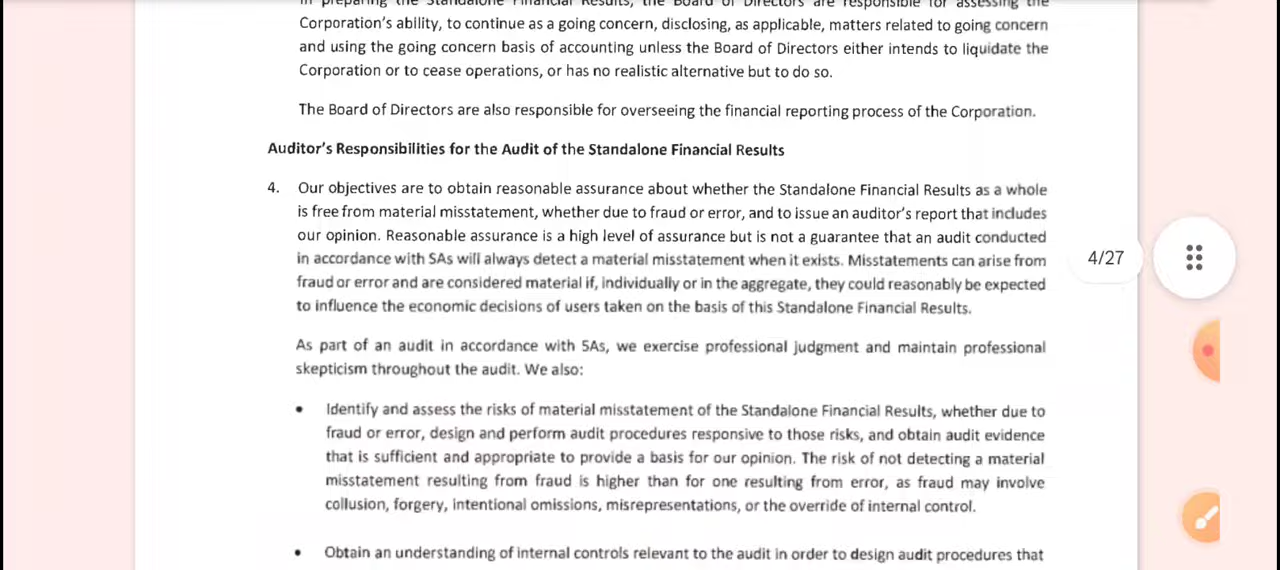 in preparing the Standalone Financial Results, the Board of Directors are responsible for assessing the
Corporation's ability, to continue as a going concern, disclosing, as applicable, matters related to going concern
and using the going concern basis of accounting unless the Board of Directors either intends to liquidate the
Corporation or to cease operations, or has no realistic alternative but to do so.
The Board of Directors are also responsible for overseeing the financial reporting process of the Corporation.
Auditor's Responsibilities for the Audit of the Standalone Financial Results
4. Our objectives are to obtain reasonable assurance about whether the Standalone Financial Results as a whole
is free from material misstatement, whether due to fraud or error, and to issue an auditor's report that includes
our opinion. Reasonable assurance is a high level of assurance but is not a guarantee that an audit conducted
in accordance with SAs will always detect a material misstatement when it exists. Misstatements can arise from
fraud or error and are considered material if, individually or in the aggregate, they could reasonably be expected
to influence the economic decisions of users taken on the basis of this Standalone Financial Results.
As part of an audit in accordance with SAs, we exercise professional judgment and maintain professional
skepticism throughout the audit. We also:
• Identify and assess the risks of material misstatement of the Standalone Financial Results, whether due to
fraud or error, design and perform audit procedures responsive to those risks, and obtain audit evidence
that is sufficient and appropriate to provide a basis for our opinion. The risk of not detecting a material
misstatement resulting from fraud is higher than for one resulting from error, as fraud may involve
collusion, forgery, intentional omissions, misrepresentations, or the override of internal control.
• Obtain an understanding of internal controls relevant to the audit in order to design audit procedures that
4/27